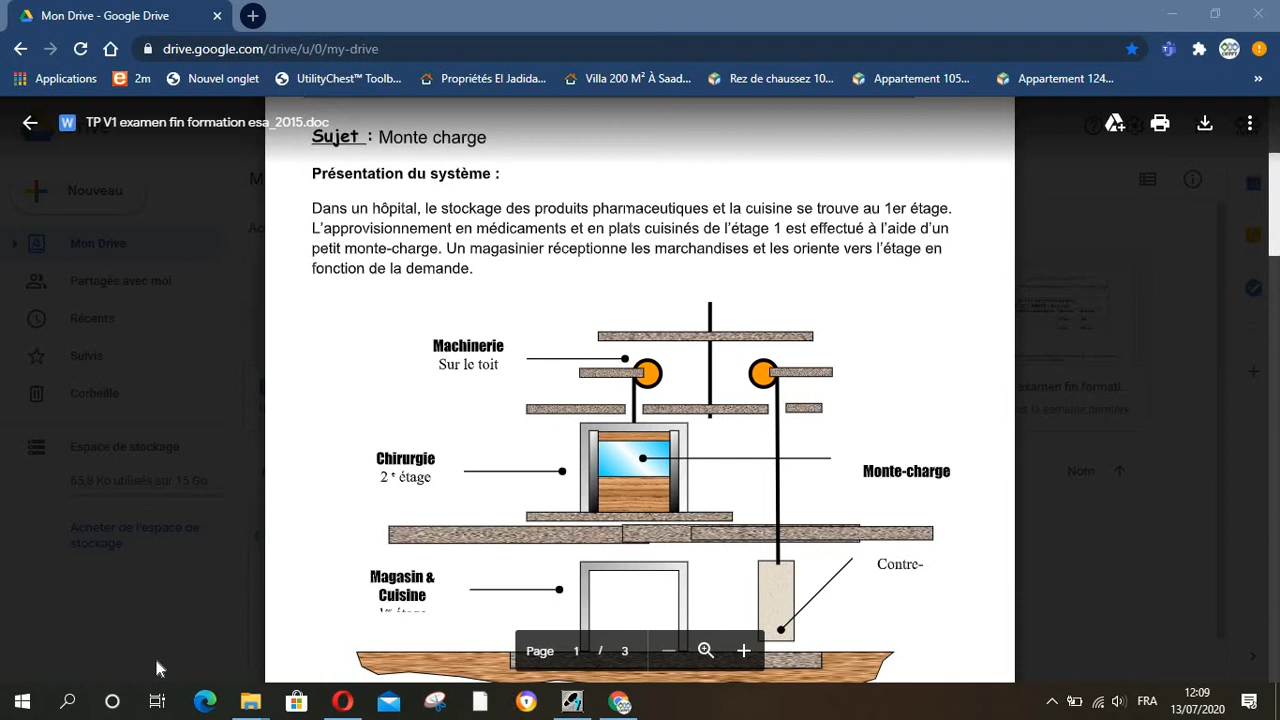 Mon Drive - Google Drive
drive.google.com/drive/u/0/my-drive
Applications 2m Nouvel onglet UtilityChest™ Toolb... Propriétés El Jadida... Villa 200 M² À Saad... Rez de chaussez 10... Appartement 105... Appartement 124... »
TP V1 examen fin formation esa_2015.doc
Sujet : Monte charge
Présentation du système :
Dans un hôpital, le stockage des produits pharmaceutiques et la cuisine se trouve au 1er étage.
L'approvisionnement en médicaments et en plats cuisinés de l'étage 1 est effectué à l'aide d'un
petit monte-charge. Un magasinier réceptionne les marchandises et les oriente vers l'étage en
fonction de la demande.
Nouveau
Mon Drive
Partagés avec moi
Récents
Suivis
Corbeille
Espace de stockage
65,8 Ko utilisés sur 15 Go
Acheter de l'espace de
stockage
Machinerie
Sur le toit
Chirurgie
2 e étage
Monte-charge
Contre-
Magasin &
Cuisine
examen fin formati...
la semaine dernière
Nom
Page 1 / 3
FRA
12:09
13/07/2020